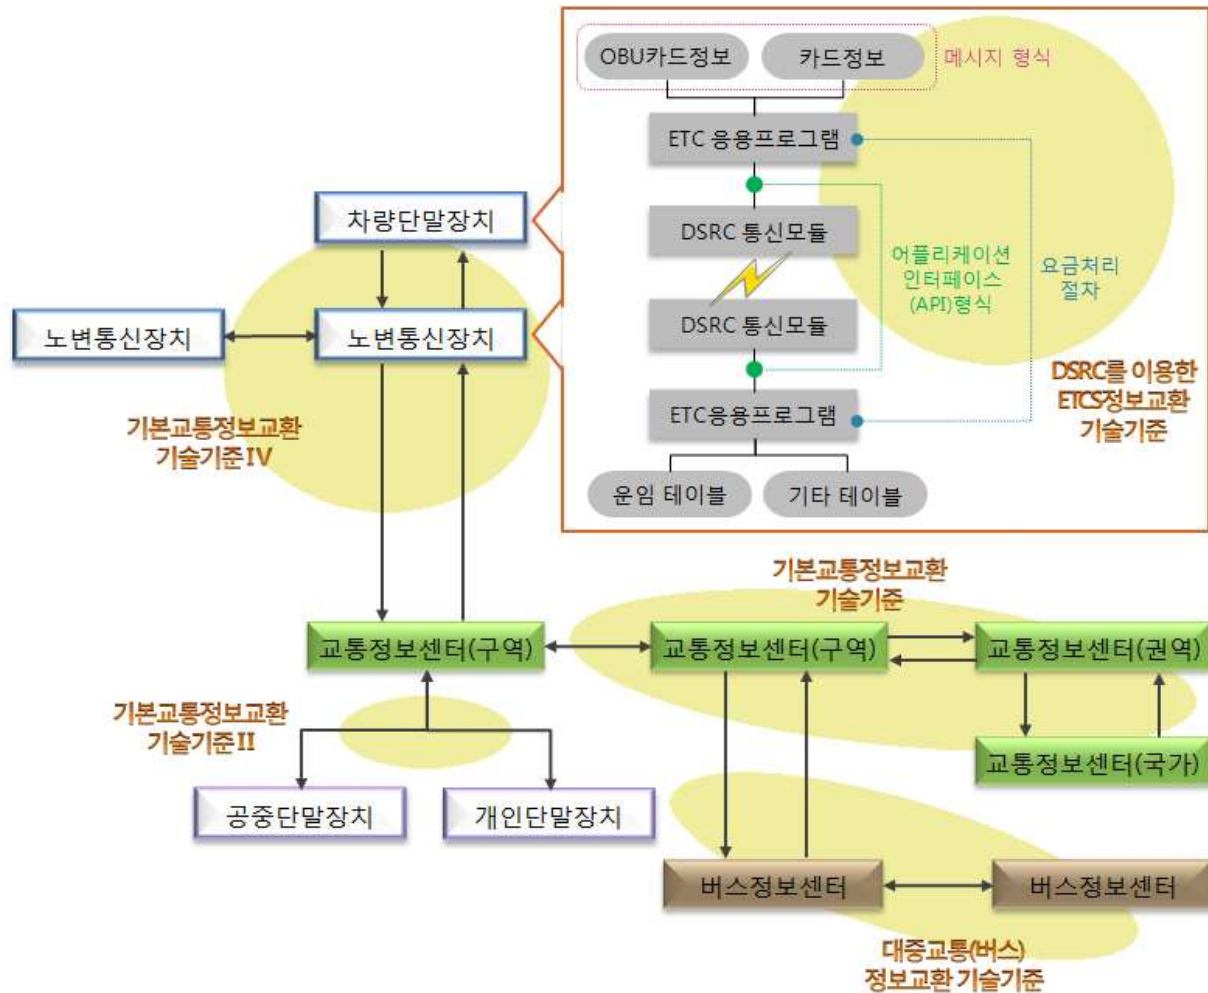 OBU카드정보
카드정보
메시지 형식
ETC 응용프로그램
차량단말장치
DSRC 통신모듈
어플리케이션
인터페이스
(API)형식
요금처리
절차
노변통신장치
노변통신장치
DSRC 통신모듈
DSRC를 이용한
ETCS정보교환
기술기준
기본교통정보교환
기술기준 IV
ETC응용프로그램
운임 테이블
기타 테이블
기본교통정보교환
기술기준
교통정보센터(구역)
교통정보센터(구역)
교통정보센터(권역)
기본교통정보교환
기술기준 II
교통정보센터(국가)
공중단말장치
개인단말장치
버스정보센터
버스정보센터
대중교통(버스)
정보교환 기술기준